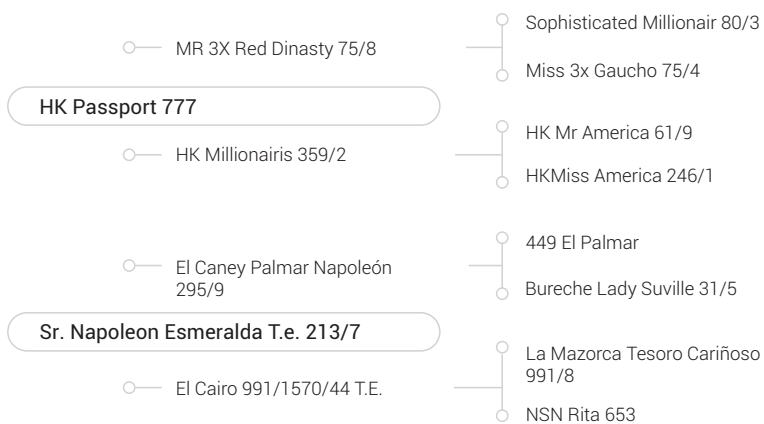 Sophisticated Millionair 80/3
MR 3X Red Dinasty 75/8
Miss 3x Gaucho 75/4
HK Passport 777
HK Mr America 61/9
HK Millionairis 359/2
HKMiss America 246/1
449 El Palmar
El Caney Palmar Napoleón
295/9
Bureche Lady Suville 31/5
Sr. Napoleon Esmeralda T.e. 213/7
La Mazorca Tesoro Cariñoso
991/8
El Cairo 991/1570/44 T.E.
NSN Rita 653